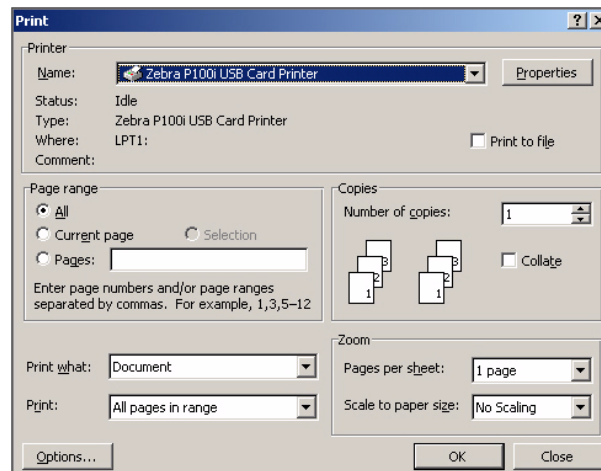 Print
Printer
Name: Zebra P100i USB Card Printer Properties
Status: Idle
Type: Zebra P100i USB Card Printer
Where: LPT1: Print to file
Comment:
Page range
All
Current page Selection
Pages:
Enter page numbers and/or page ranges
separated by commas. For example, 1,3,5–12
Copies
Number of copies: 1
1 2 3 1 2 3 Collate
Print what: Document
Print: All pages in range
Zoom
Pages per sheet: 1 page
Scale to paper size: No Scaling
Options... OK Close